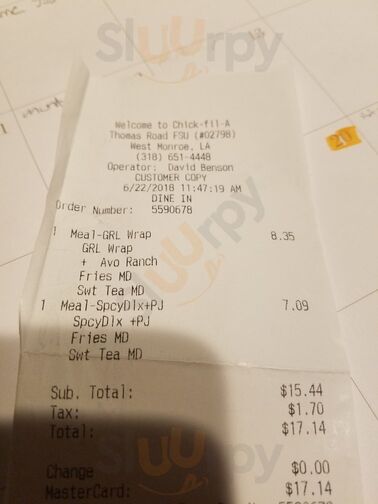 Sluurpy
20
Welcome to Chick-fil-A
Thomas Road FSU (#02798)
West Monroe, LA
(318) 651-4448
Operator: David Benson
CUSTOMER COPY
6/22/2018 11:47:19 AM
DINE IN
Order Number: 5590678
1 Meal-GRL Wrap 8.35
GRL Wrap
+ Avo Ranch
Fries MD
Swt Tea MD
1 Meal-SpcyDlx+PJ 7.09
SpcyDlx +PJ
Fries MD
Swt Tea MD
Sub. Total: $15.44
Tax: $1.70
Total: $17.14
Change $0.00
MasterCard: $17.14